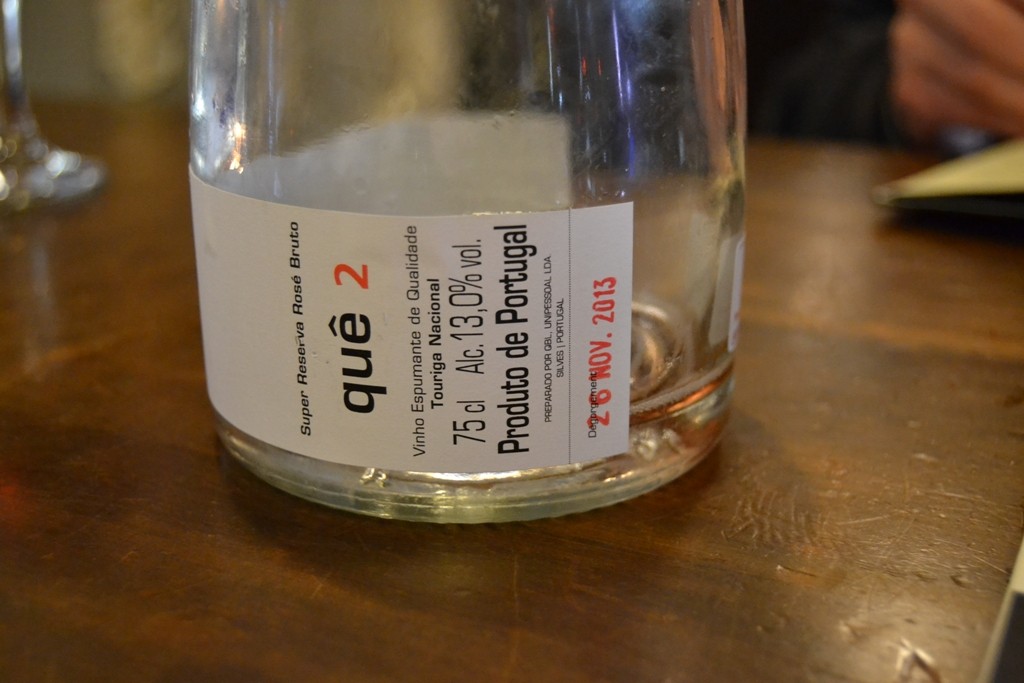 Super Reserva Rosé Bruto
quê 2
Vinho Espumante de Qualidade
Touriga Nacional
75 cl Alc. 13,0% vol.
Produto de Portugal
PREPARADO POR QBL, UNIPESSOAL LDA.
SILVES | PORTUGAL
Degorgement
26 NOV. 2013